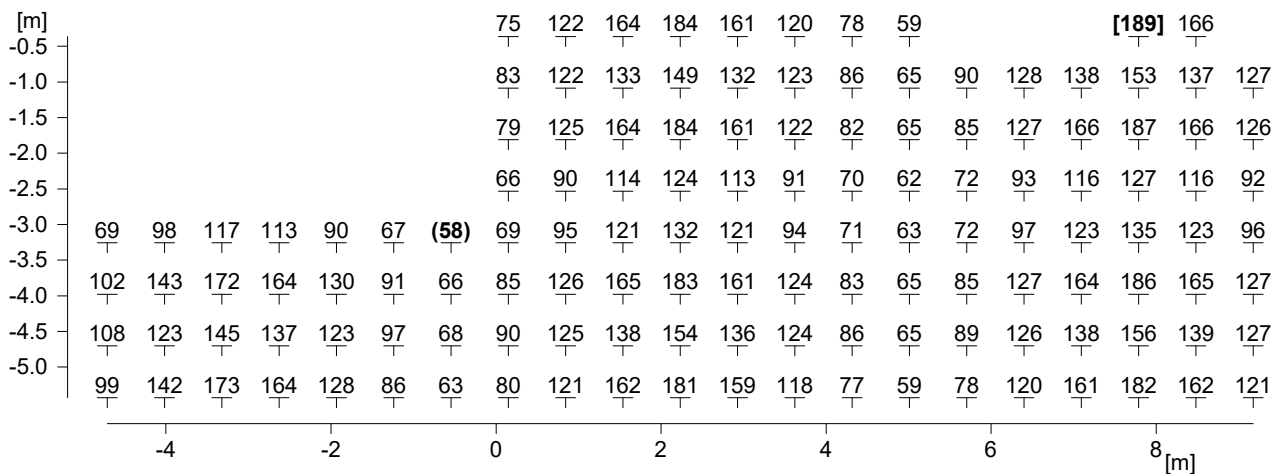 [m] 75 122 164 184 161 120 78 59 [189] 166
-0.5
-1.0 83 122 133 149 132 123 86 65 90 128 138 153 137 127
-1.5 79 125 164 184 161 122 82 65 85 127 166 187 166 126
-2.0
-2.5 66 90 114 124 113 91 70 62 72 93 116 127 116 92
-3.0 69 98 117 113 90 67 (58) 69 95 121 132 121 94 71 63 72 97 123 135 123 96
-3.5
102 143 172 164 130 91 66 85 126 165 183 161 124 83 65 85 127 164 186 165 127
-4.0
-4.5 108 123 145 137 123 97 68 90 125 138 154 136 124 86 65 89 126 138 156 139 127
-5.0
99 142 173 164 128 86 63 80 121 162 181 159 118 77 59 78 120 161 182 162 121
-4 -2 0 2 4 6 8 [m]